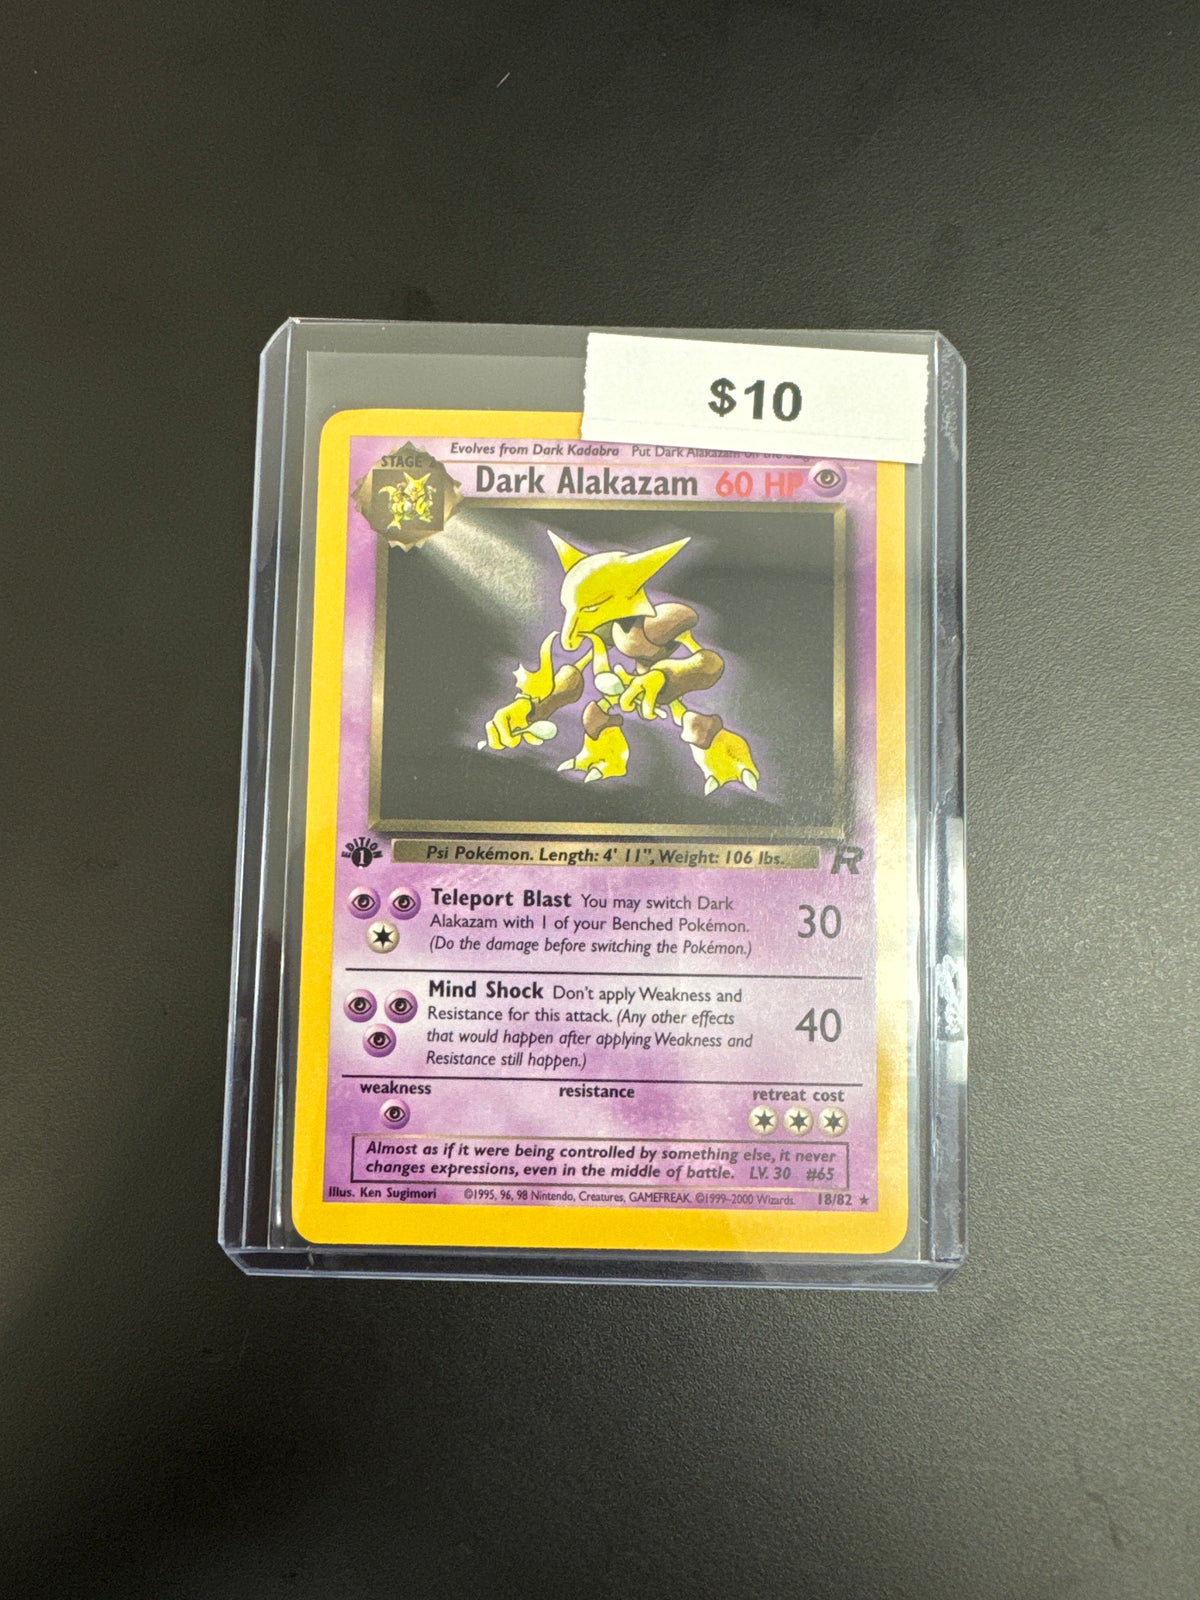 $10
Evolves from Dark Kadabra Put Dark Alakazam on the
STAGE
Dark Alakazam 60 HP
EDITION
1
Psi Pokémon. Length: 4' 11", Weight: 106 lbs.
R
Teleport Blast You may switch Dark
Alakazam with 1 of your Benched Pokémon.
(Do the damage before switching the Pokémon.)
30
Mind Shock Don't apply Weakness and
Resistance for this attack. (Any other effects
that would happen after applying Weakness and
Resistance still happen.)
40
weakness resistance retreat cost
Almost as if it were being controlled by something else, it never
changes expressions, even in the middle of battle. LV. 30 #65
Illus. Ken Sugimori ©1995, 96, 98 Nintendo, Creatures, GAMEFREAK. ©1999-2000 Wizards. 18/82 ★